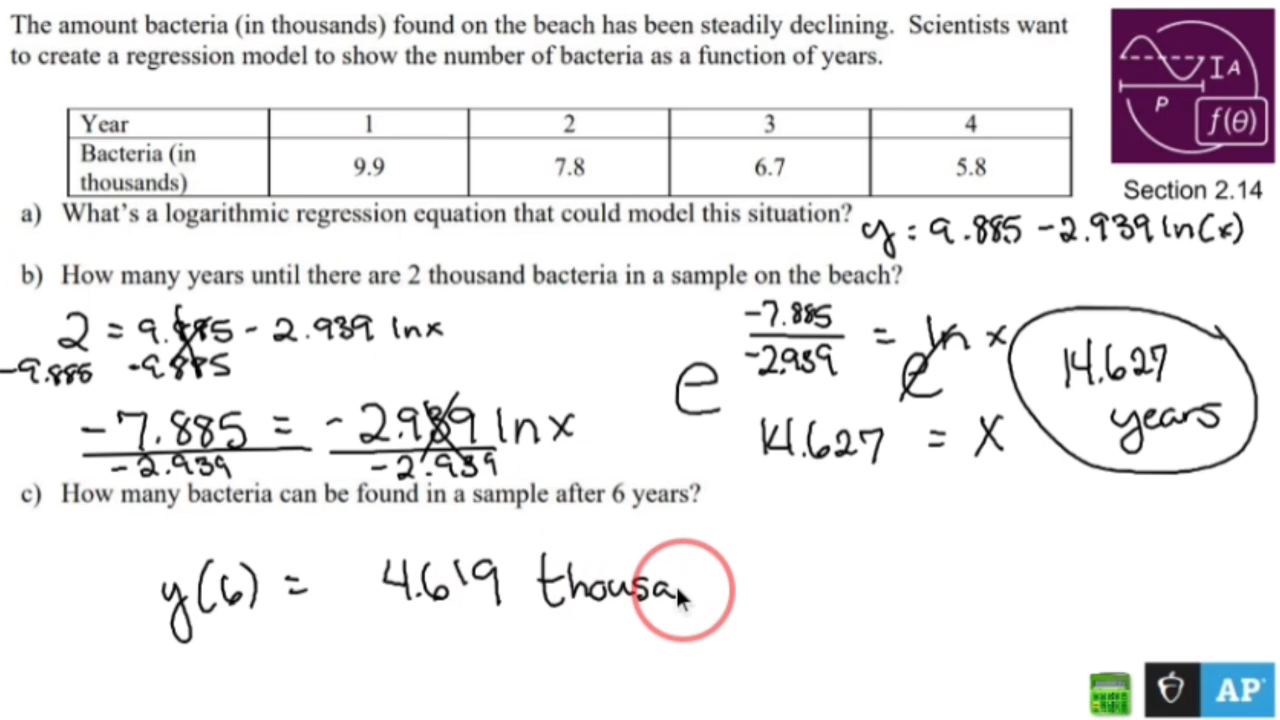 The amount bacteria (in thousands) found on the beach has been steadily declining. Scientists want
to create a regression model to show the number of bacteria as a function of years.
I A
P
f(θ)
Year 1 2 3 4
Bacteria (in thousands) 9.9 7.8 6.7 5.8
Section 2.14
a) What's a logarithmic regression equation that could model this situation? y = 9.885 - 2.939 ln(x)
b) How many years until there are 2 thousand bacteria in a sample on the beach?
2 = 9.885 - 2.939 lnx
-9.885 -9.885
-7.885 = -2.939 ln x
-2.939 -2.939
e -7.885 / -2.939 = e ln x
14.627 = x
14.627
years
c) How many bacteria can be found in a sample after 6 years?
y(6) = 4.619 thousa
AP